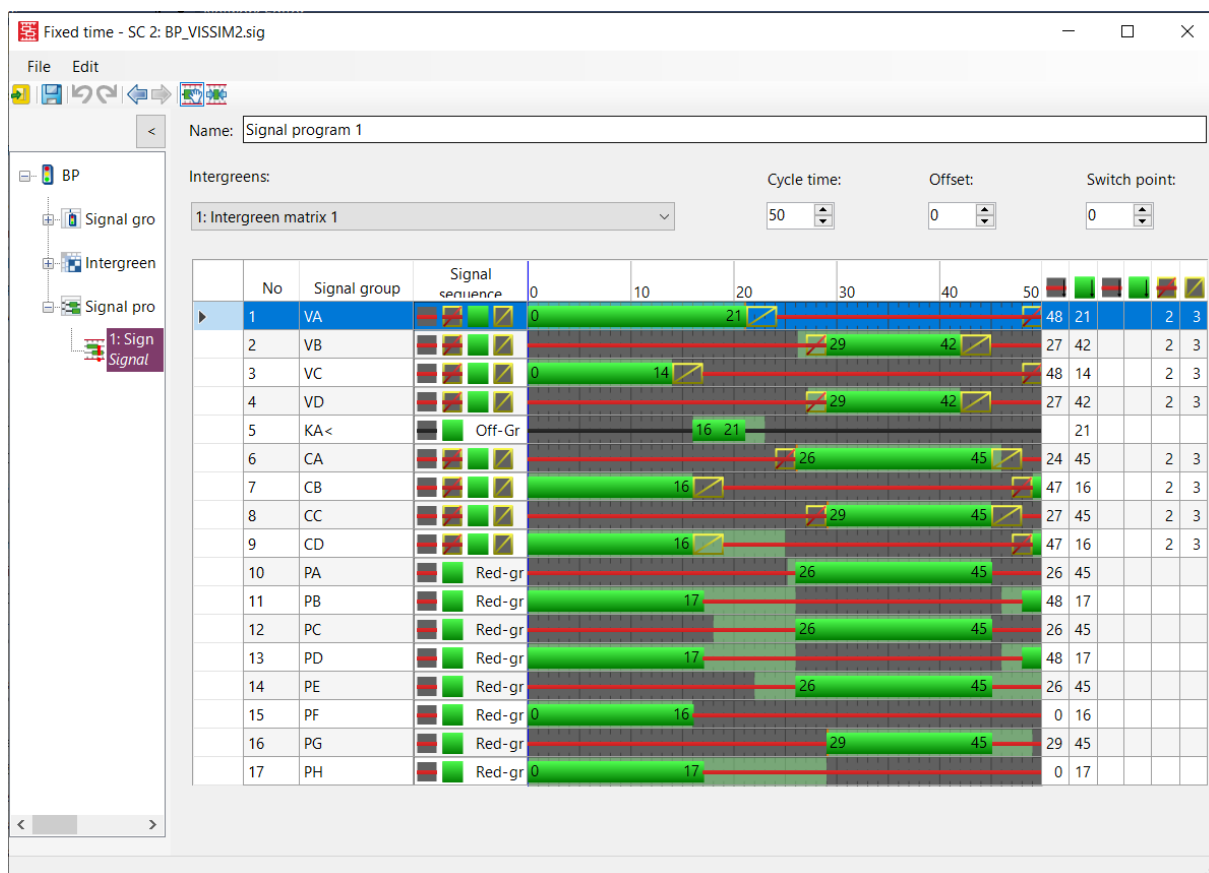 Fixed time - SC 2: BP_VISSIM2.sig
File Edit
< Name: Signal program 1
BP
Signal gro
Intergreen
Signal pro
1: Sign
Signal
Intergreens: Cycle time: Offset: Switch point:
1: Intergreen matrix 1 50 0 0
No Signal group Signal sequence 0 10 20 30 40 50
1 VA 0 21 48 21 2 3
2 VB 29 42 27 42 2 3
3 VC 0 14 48 14 2 3
4 VD 29 42 27 42 2 3
5 KA< Off-Gr 16 21 21
6 CA 26 45 24 45 2 3
7 CB 16 47 16 2 3
8 CC 29 45 27 45 2 3
9 CD 16 47 16 2 3
10 PA Red-gr 26 45 26 45
11 PB Red-gr 17 48 17
12 PC Red-gr 26 45 26 45
13 PD Red-gr 17 48 17
14 PE Red-gr 26 45 26 45
15 PF Red-gr 0 16 0 16
16 PG Red-gr 29 45 29 45
17 PH Red-gr 0 17 0 17